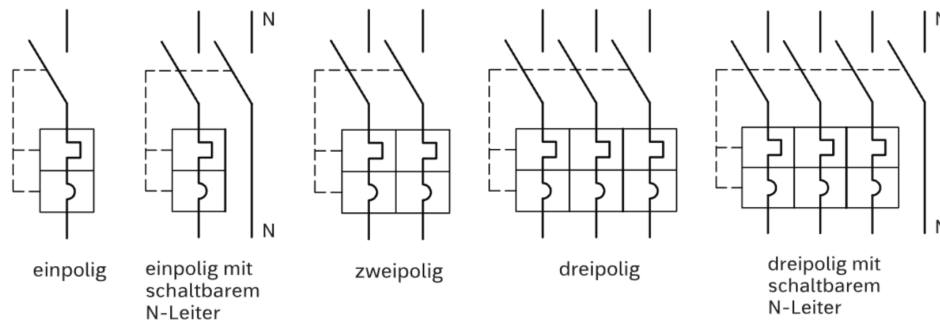 N
N
N
N
einpolig
einpolig mit
schaltbarem
N-Leiter
zweipolig
dreipolig
dreipolig mit
schaltbarem
N-Leiter